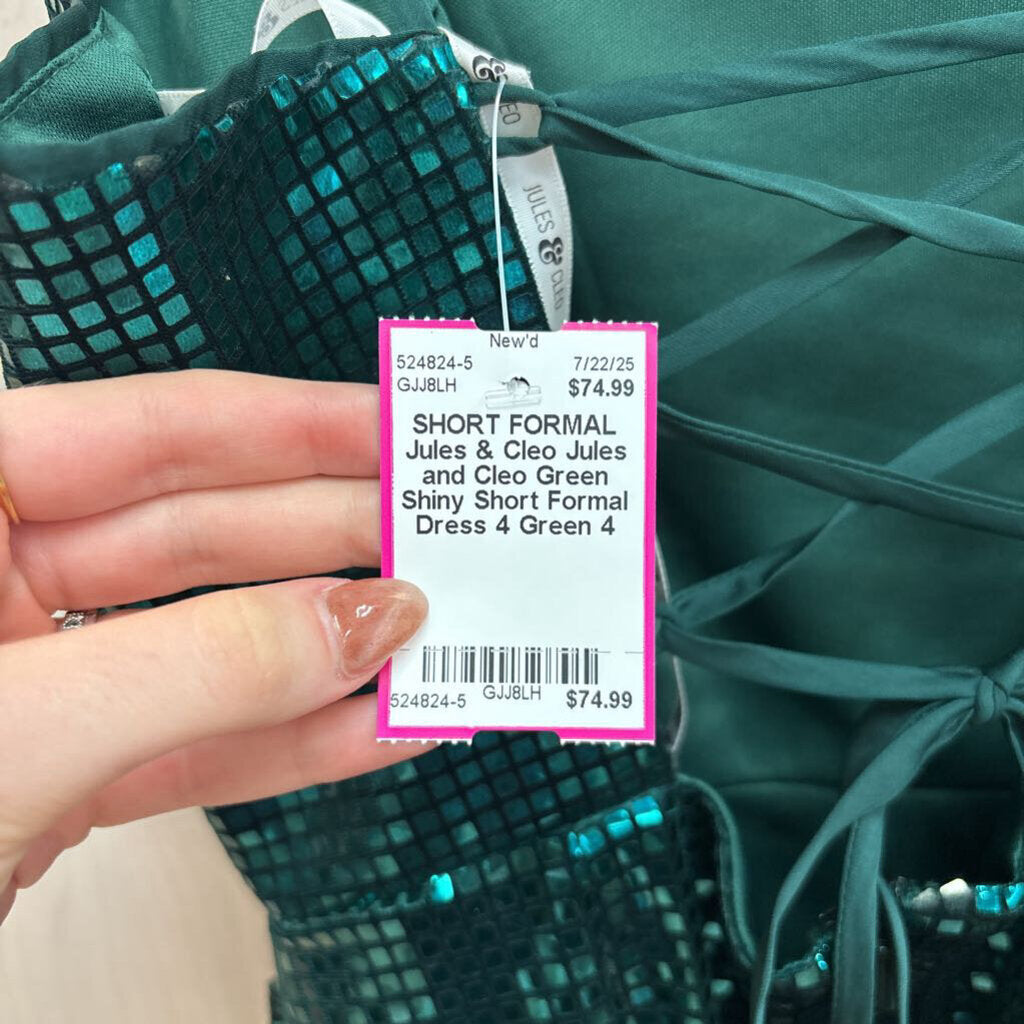 & CLEO
JULES & CLEO
New'd
524824-5 7/22/25
GJJ8LH $74.99
SHORT FORMAL
Jules & Cleo Jules
and Cleo Green
Shiny Short Formal
Dress 4 Green 4
524824-5 GJJ8LH $74.99